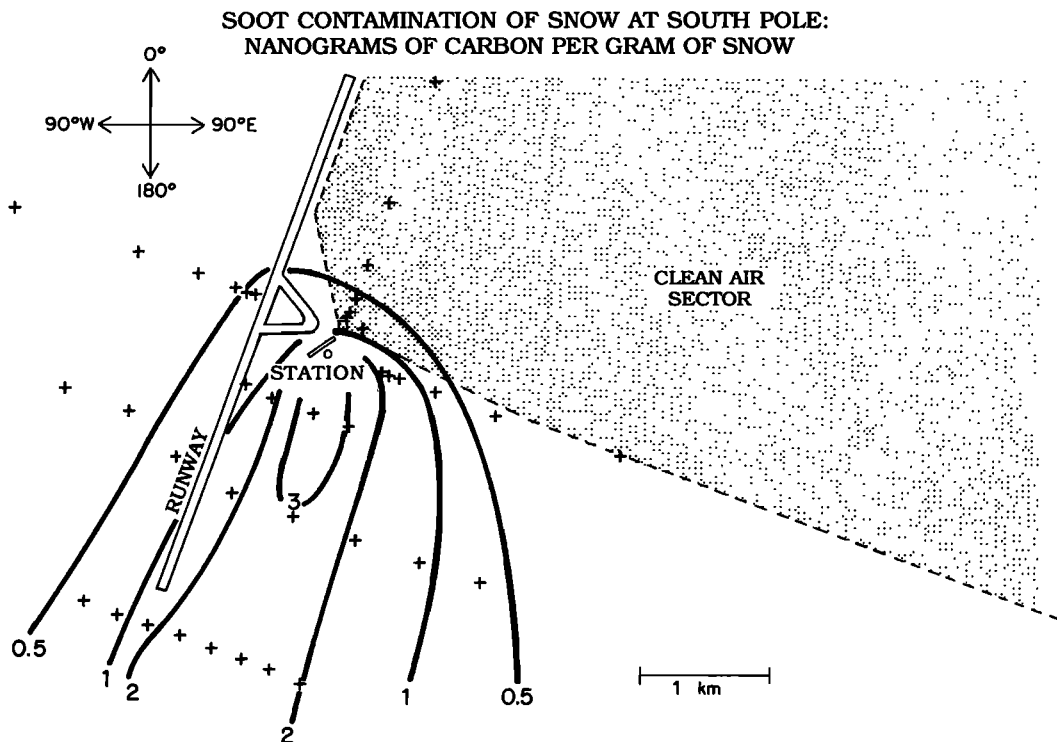 SOOT CONTAMINATION OF SNOW AT SOUTH POLE:
NANOGRAMS OF CARBON PER GRAM OF SNOW
0°
90°W
90°E
180°
CLEAN AIR
SECTOR
STATION
RUNWAY
3
0.5
1
2
2
1
0.5
1 km